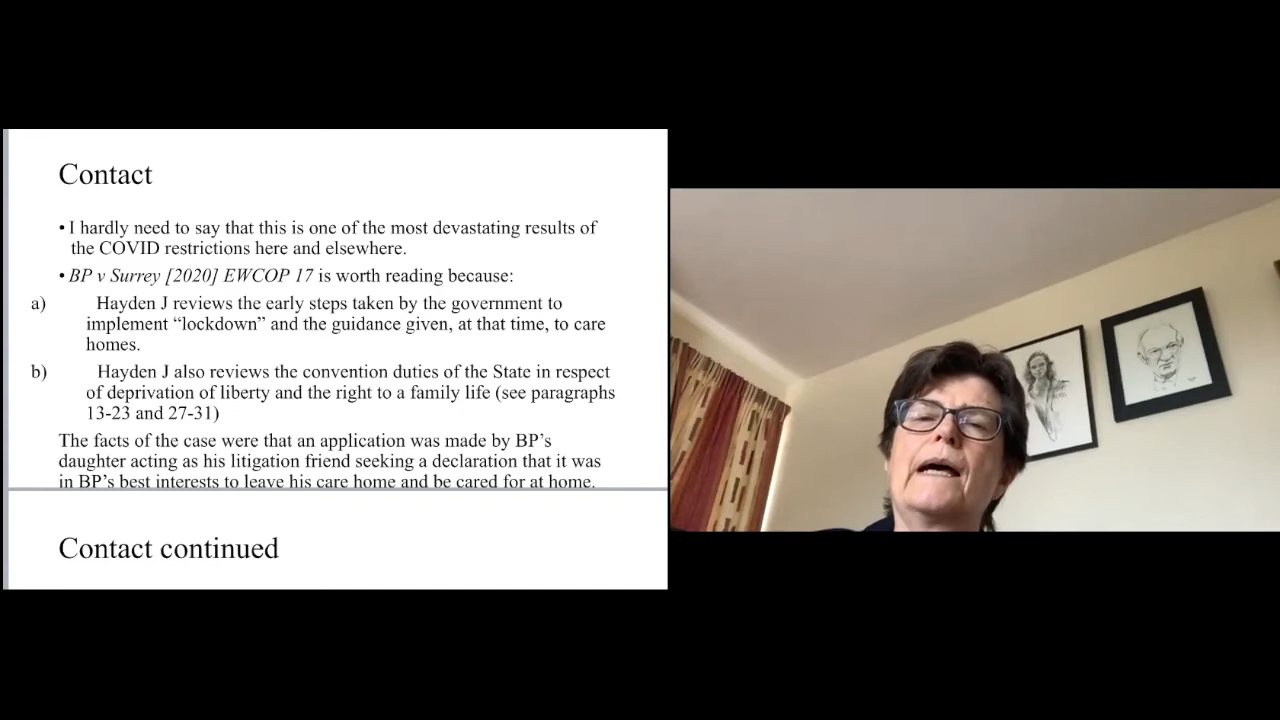 Contact
• I hardly need to say that this is one of the most devastating results of
the COVID restrictions here and elsewhere.
• BP v Surrey [2020] EWCOP 17 is worth reading because:
a) Hayden J reviews the early steps taken by the government to
implement “lockdown” and the guidance given, at that time, to care
homes.
b) Hayden J also reviews the convention duties of the State in respect
of deprivation of liberty and the right to a family life (see paragraphs
13-23 and 27-31)
The facts of the case were that an application was made by BP’s
daughter acting as his litigation friend seeking a declaration that it was
in BP’s best interests to leave his care home and be cared for at home.
Contact continued